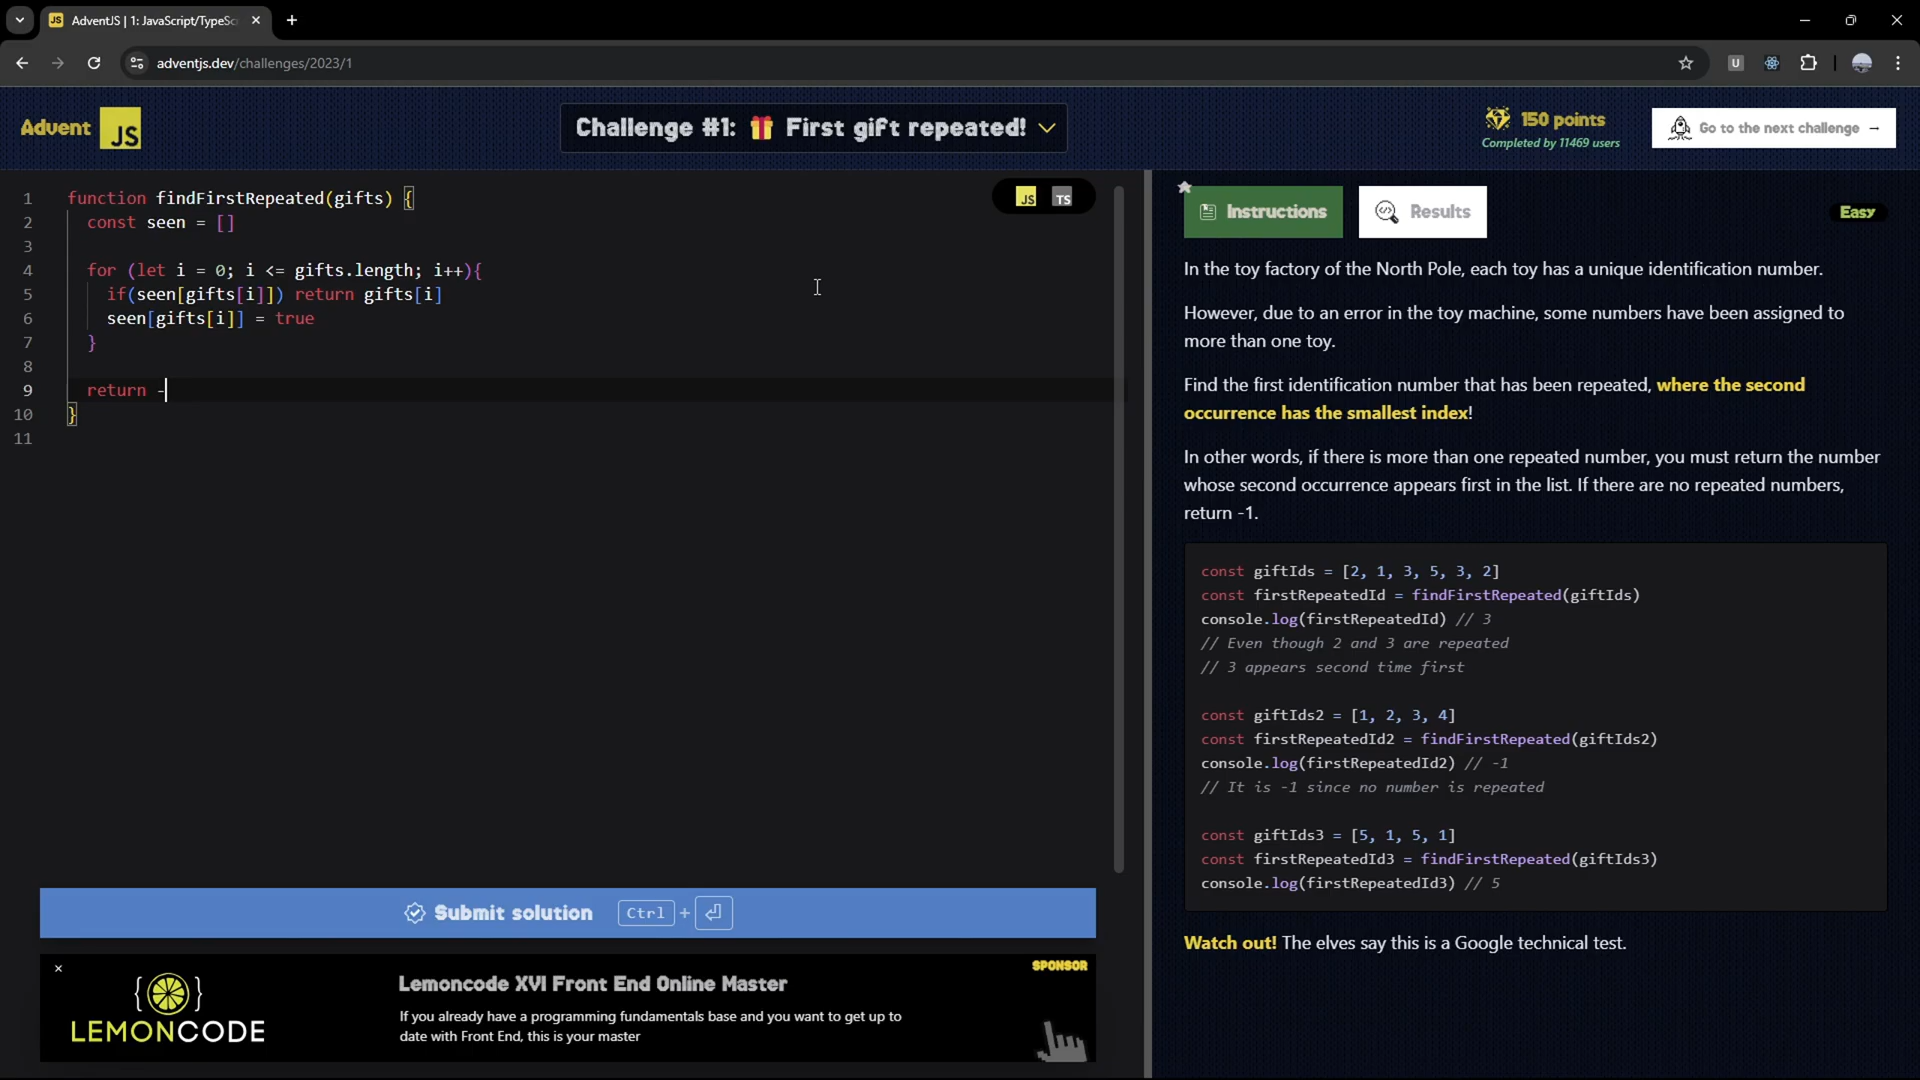 AdventJS | 1: JavaScript/TypeSc
adventjs.dev/challenges/2023/1
U
Advent JS
Challenge #1: 🎁 First gift repeated!
150 points
Completed by 11469 users
Go to the next challenge →
JS TS
1 function findFirstRepeated(gifts) {
2 const seen = []
3
4 for (let i = 0; i <= gifts.length; i++){
5 if(seen[gifts[i]]) return gifts[i]
6 seen[gifts[i]] = true
7 }
8
9 return -
10 }
11
Submit solution Ctrl + ⏎
SPONSOR
LEMONCODE
Lemoncode XVI Front End Online Master
If you already have a programming fundamentals base and you want to get up to
date with Front End, this is your master
Instructions
Results
Easy
In the toy factory of the North Pole, each toy has a unique identification number.
However, due to an error in the toy machine, some numbers have been assigned to
more than one toy.
Find the first identification number that has been repeated, where the second
occurrence has the smallest index!
In other words, if there is more than one repeated number, you must return the number
whose second occurrence appears first in the list. If there are no repeated numbers,
return -1.
const giftIds = [2, 1, 3, 5, 3, 2]
const firstRepeatedId = findFirstRepeated(giftIds)
console.log(firstRepeatedId) // 3
// Even though 2 and 3 are repeated
// 3 appears second time first
const giftIds2 = [1, 2, 3, 4]
const firstRepeatedId2 = findFirstRepeated(giftIds2)
console.log(firstRepeatedId2) // -1
// It is -1 since no number is repeated
const giftIds3 = [5, 1, 5, 1]
const firstRepeatedId3 = findFirstRepeated(giftIds3)
console.log(firstRepeatedId3) // 5
Watch out! The elves say this is a Google technical test.